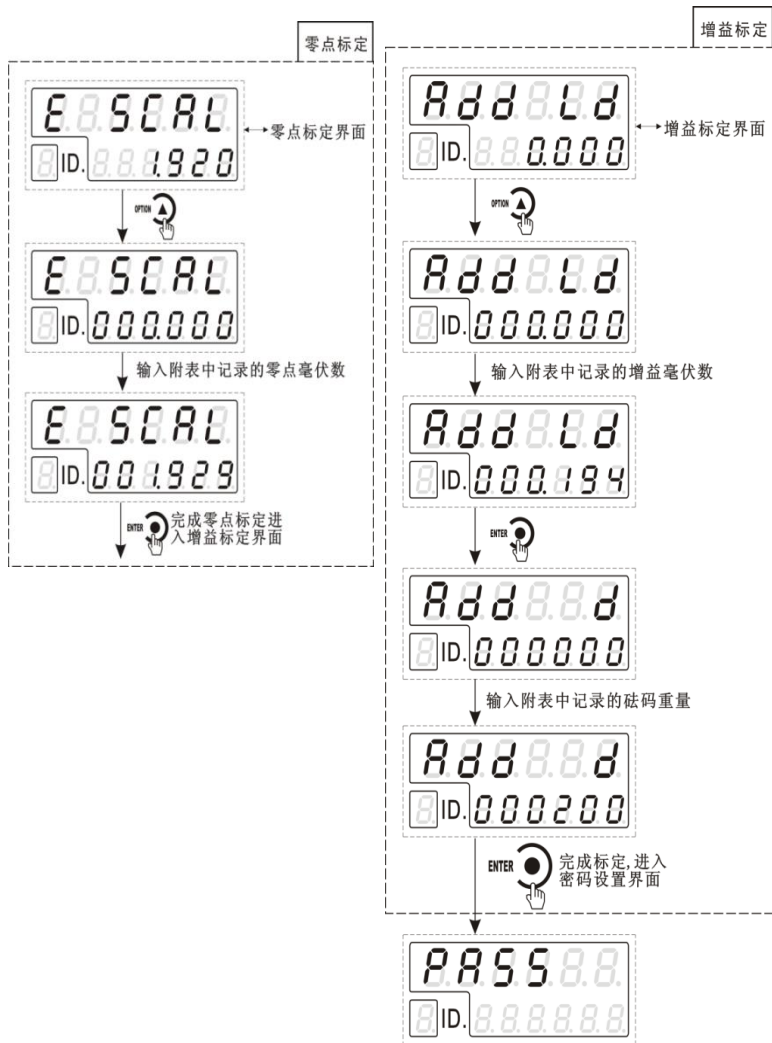 零点标定
E SCAL
零点标定界面
ID. 1.920
OPTION
E SCAL
ID. 000.000
输入附表中记录的零点毫伏数
E SCAL
ID. 001.929
ENTER
完成零点标定进
入增益标定界面
增益标定
Add Ld
增益标定界面
ID. 0.000
OPTION
Add Ld
ID. 000.000
输入附表中记录的增益毫伏数
Add Ld
ID. 000.194
ENTER
Add d
ID. 000000
输入附表中记录的砝码重量
Add d
ID. 000200
ENTER
完成标定,进入
密码设置界面
PASS
ID.